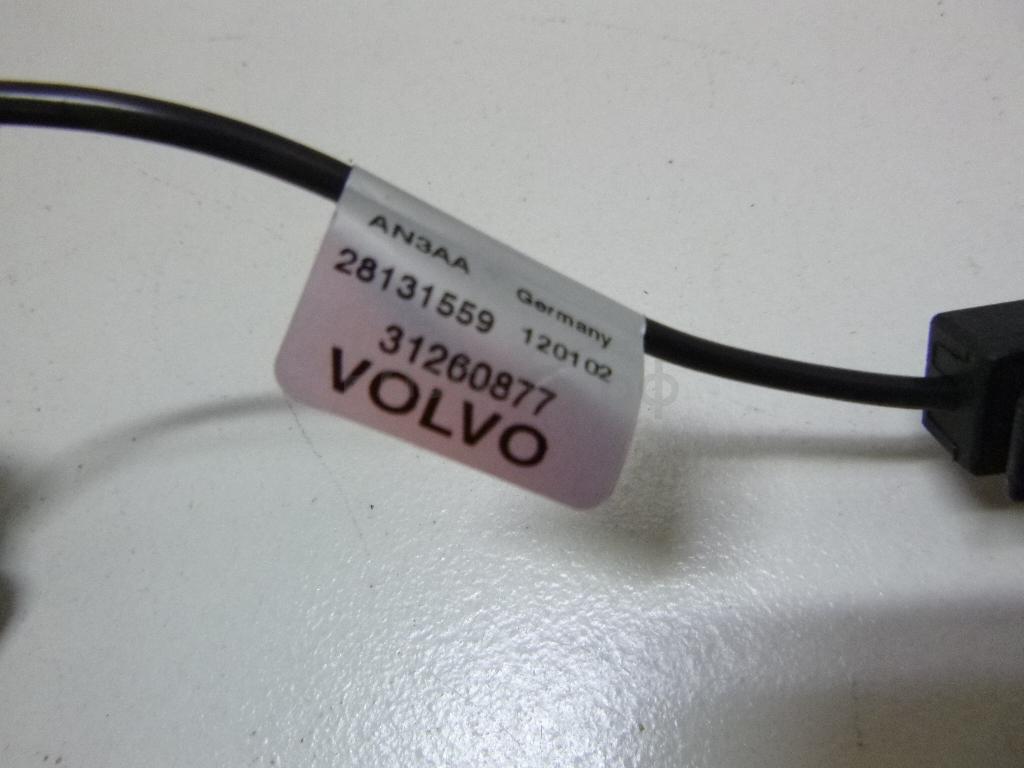 AN3AA Germany
28131559 120102
31260877
VOLVO
ф